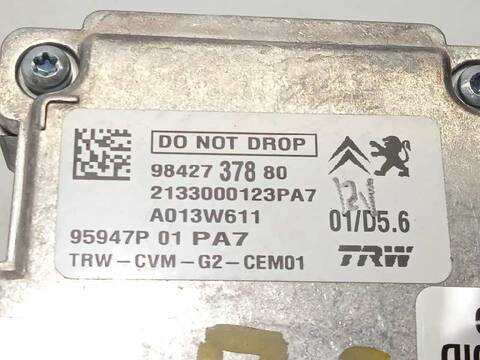 DO NOT DROP
98427 378 80
2133000123PA7
A013W611
01/D5.6
95947P 01 PA7
TRW-CVM-G2-CEM01
TRW